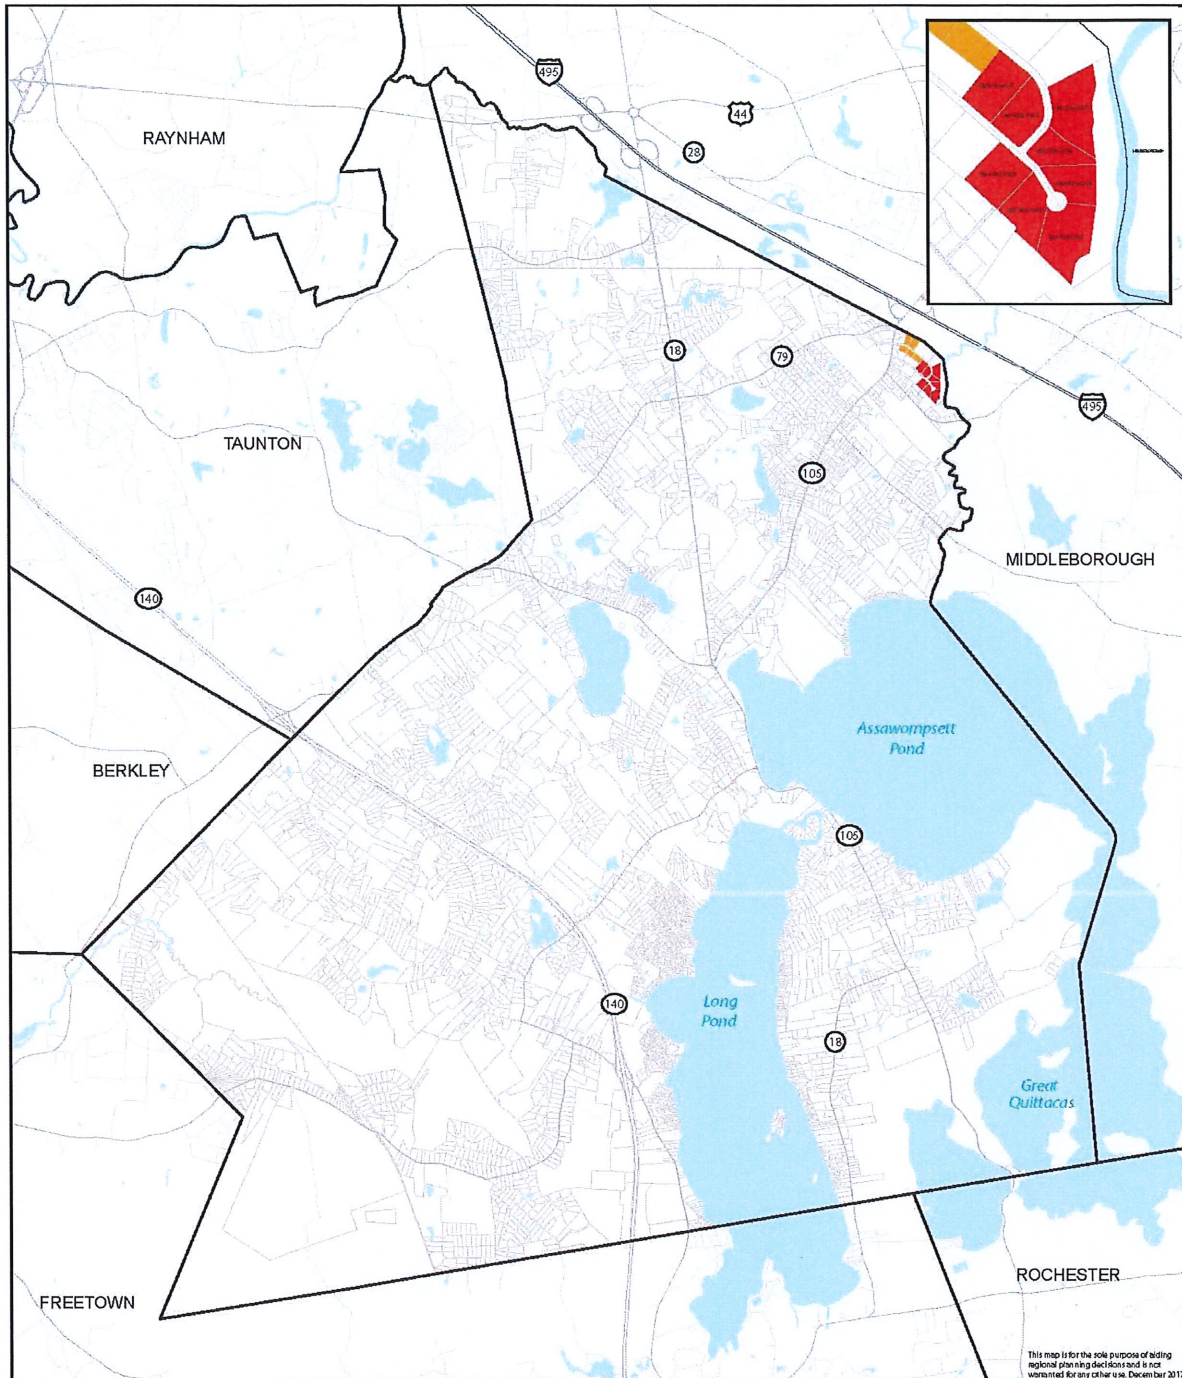 495
44
RAYNHAM
28
18
79
495
TAUNTON
105
MIDDLEBOROUGH
140
Assawompsett
Pond
BERKLEY
105
Long
Pond
140
18
Great
Quittacas
ROCHESTER
FREETOWN
This map is for the sole purpose of aiding
regional planning decisions and is not
warranted for any other use. December 2017